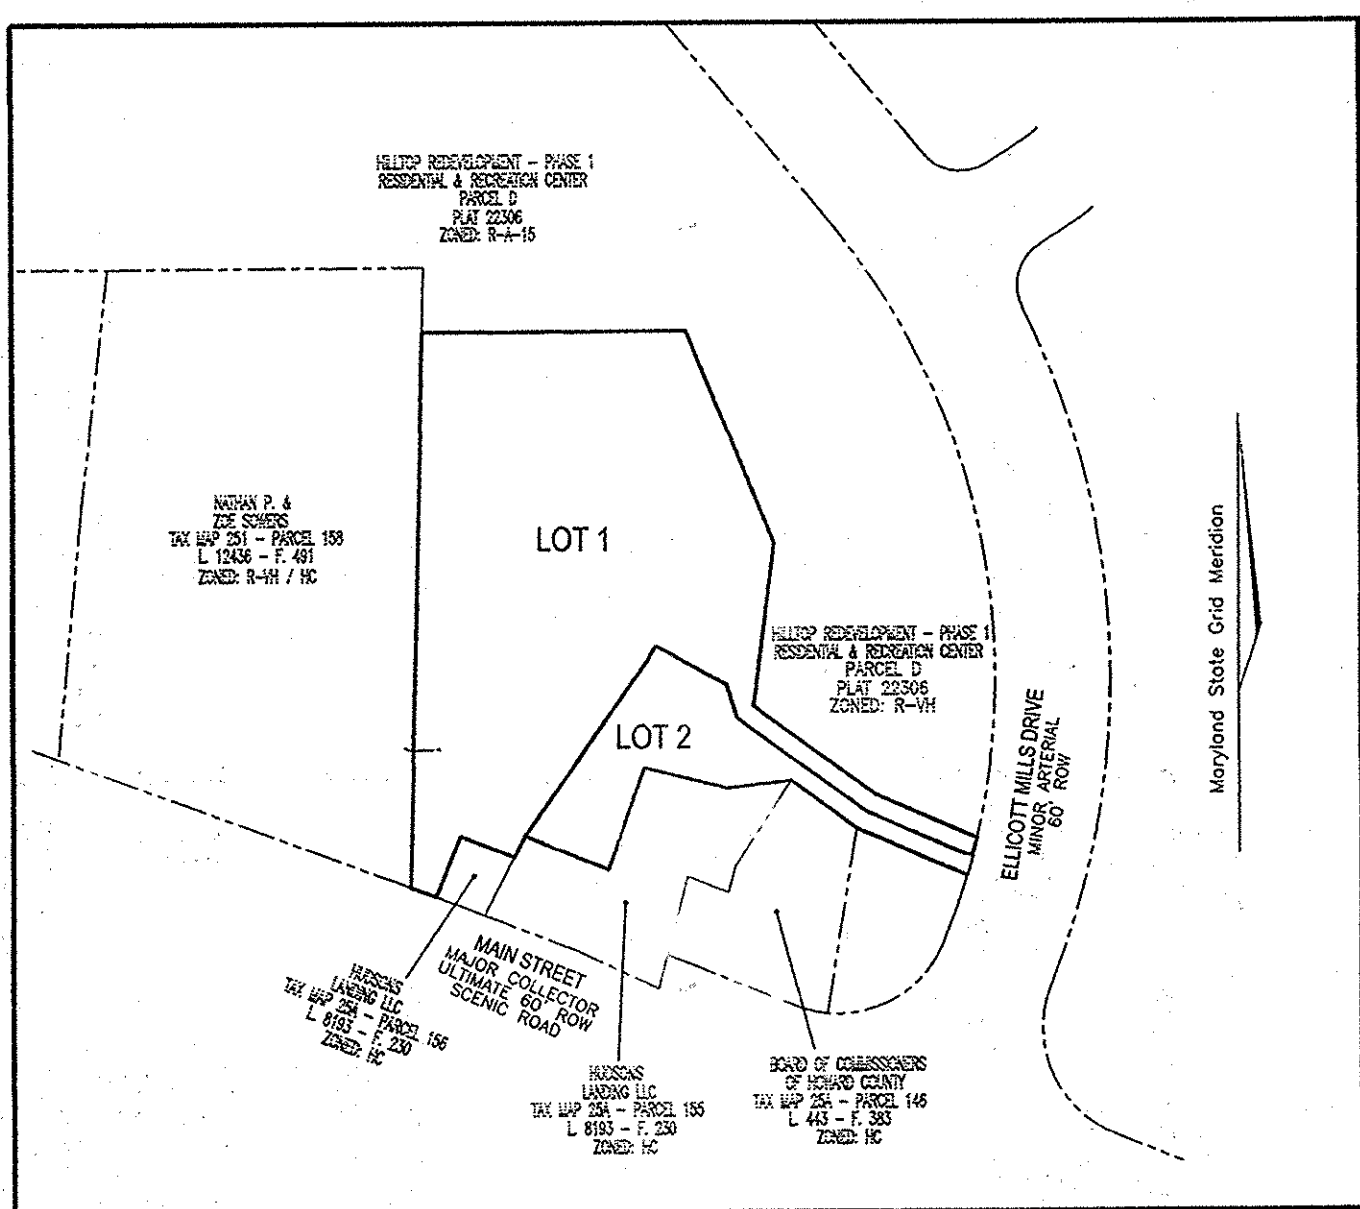 HILLTOP REDEVELOPMENT – PHASE 1
RESIDENTIAL & RECREATION CENTER
PARCEL D
PLAT 22306
ZONED: R-A-15
NATHAN P. &
ZOE SOWERS
TAX MAP 251 – PARCEL 158
L. 12436 – F. 491
ZONED: R-VH / HC
LOT 1
HILLTOP REDEVELOPMENT – PHASE 1
RESIDENTIAL & RECREATION CENTER
PARCEL D
PLAT 22306
ZONED: R-VH
LOT 2
ELLICOTT MILLS DRIVE
MINOR ARTERIAL
60' ROW
Maryland State Grid Meridion
MAIN STREET
MAJOR COLLECTOR
ULTIMATE 60' ROW
SCENIC ROAD
HUDSONS
LANDING LLC
TAX MAP 25A – PARCEL 156
L. 8193 – F. 230
ZONED: HC
HUDSONS
LANDING LLC
TAX MAP 25A – PARCEL 155
L. 8193 – F. 230
ZONED: HC
BOARD OF COMMISSIONERS
OF HOWARD COUNTY
TAX MAP 25A – PARCEL 146
L. 443 – F. 383
ZONED: HC